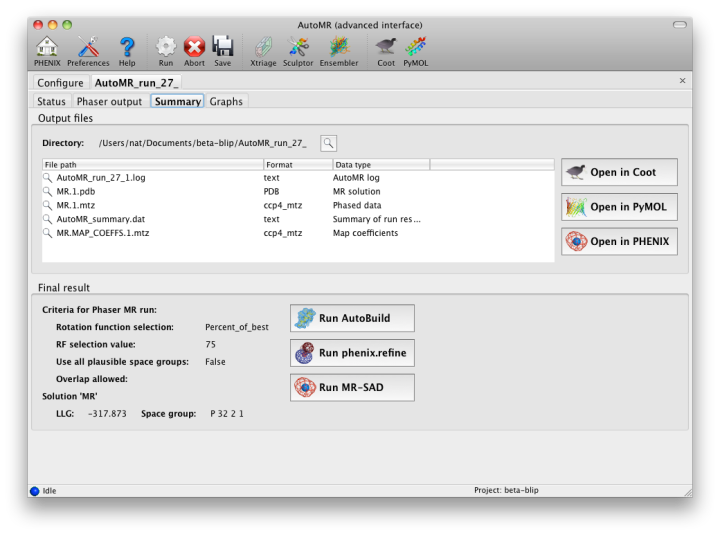 AutoMR (advanced interface)
PHENIX Preferences Help Run Abort Save Xtriage Sculptor Ensembler Coot PyMOL
Configure AutoMR_run_27_ ×
Status Phaser output Summary Graphs
Output files
Directory: /Users/nat/Documents/beta-blip/AutoMR_run_27_
File path Format Data type
AutoMR_run_27_1.log text AutoMR log
MR.1.pdb PDB MR solution
MR.1.mtz ccp4_mtz Phased data
AutoMR_summary.dat text Summary of run res...
MR.MAP_COEFFS.1.mtz ccp4_mtz Map coefficients
Open in Coot
Open in PyMOL
Open in PHENIX
Final result
Criteria for Phaser MR run:
Rotation function selection: Percent_of_best
RF selection value: 75
Use all plausible space groups: False
Overlap allowed:
Solution 'MR'
LLG: -317.873 Space group: P 32 2 1
Run AutoBuild
Run phenix.refine
Run MR-SAD
Idle Project: beta-blip